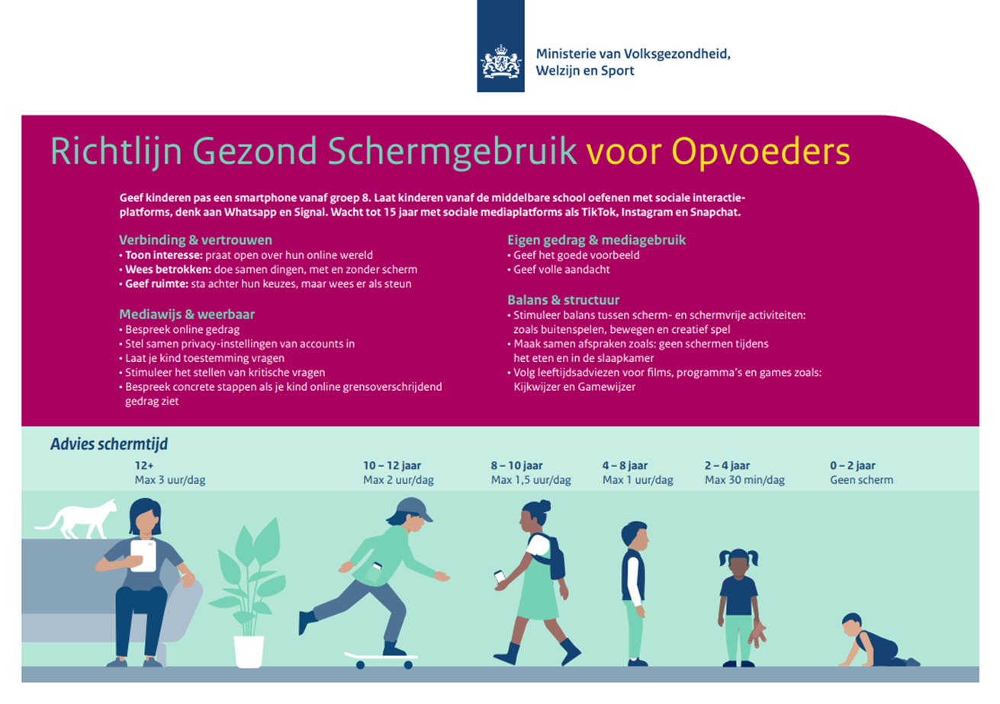 Ministerie van Volksgezondheid,
Welzijn en Sport
Richtlijn Gezond Schermgebruik voor Opvoeders
Geef kinderen pas een smartphone vanaf groep 8. Laat kinderen vanaf de middelbare school oefenen met sociale interactie-
platforms, denk aan Whatsapp en Signal. Wacht tot 15 jaar met sociale mediaplatforms als TikTok, Instagram en Snapchat.
Verbinding & vertrouwen
• Toon interesse: praat open over hun online wereld
• Wees betrokken: doe samen dingen, met en zonder scherm
• Geef ruimte: sta achter hun keuzes, maar wees er als steun
Mediawijs & weerbaar
• Bespreek online gedrag
• Stel samen privacy-instellingen van accounts in
• Laat je kind toestemming vragen
• Stimuleer het stellen van kritische vragen
• Bespreek concrete stappen als je kind online grensoverschrijdend
gedrag ziet
Eigen gedrag & mediagebruik
• Geef het goede voorbeeld
• Geef volle aandacht
Balans & structuur
• Stimuleer balans tussen scherm- en schermvrije activiteiten:
zoals buitenspelen, bewegen en creatief spel
• Maak samen afspraken zoals: geen schermen tijdens
het eten en in de slaapkamer
• Volg leeftijdsadviezen voor films, programma's en games zoals:
Kijkwijzer en Gamewijzer
Advies schermtijd
12+
Max 3 uur/dag
10 – 12 jaar
Max 2 uur/dag
8 – 10 jaar
Max 1,5 uur/dag
4 – 8 jaar
Max 1 uur/dag
2 – 4 jaar
Max 30 min/dag
0 – 2 jaar
Geen scherm